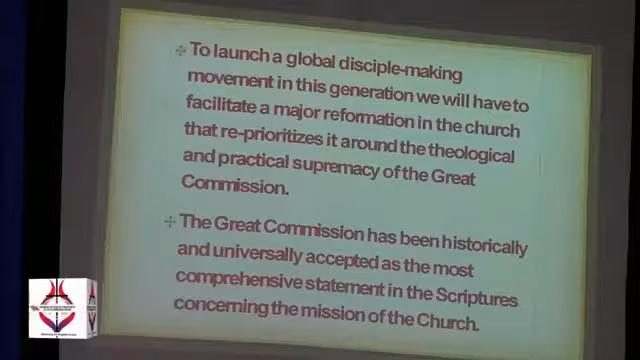 To launch a global disciple-making
movement in this generation we will have to
facilitate a major reformation in the church
that re-prioritizes it around the theological
and practical supremacy of the Great
Commission.
The Great Commission has been historically
and universally accepted as the most
comprehensive statement in the Scriptures
concerning the mission of the Church.